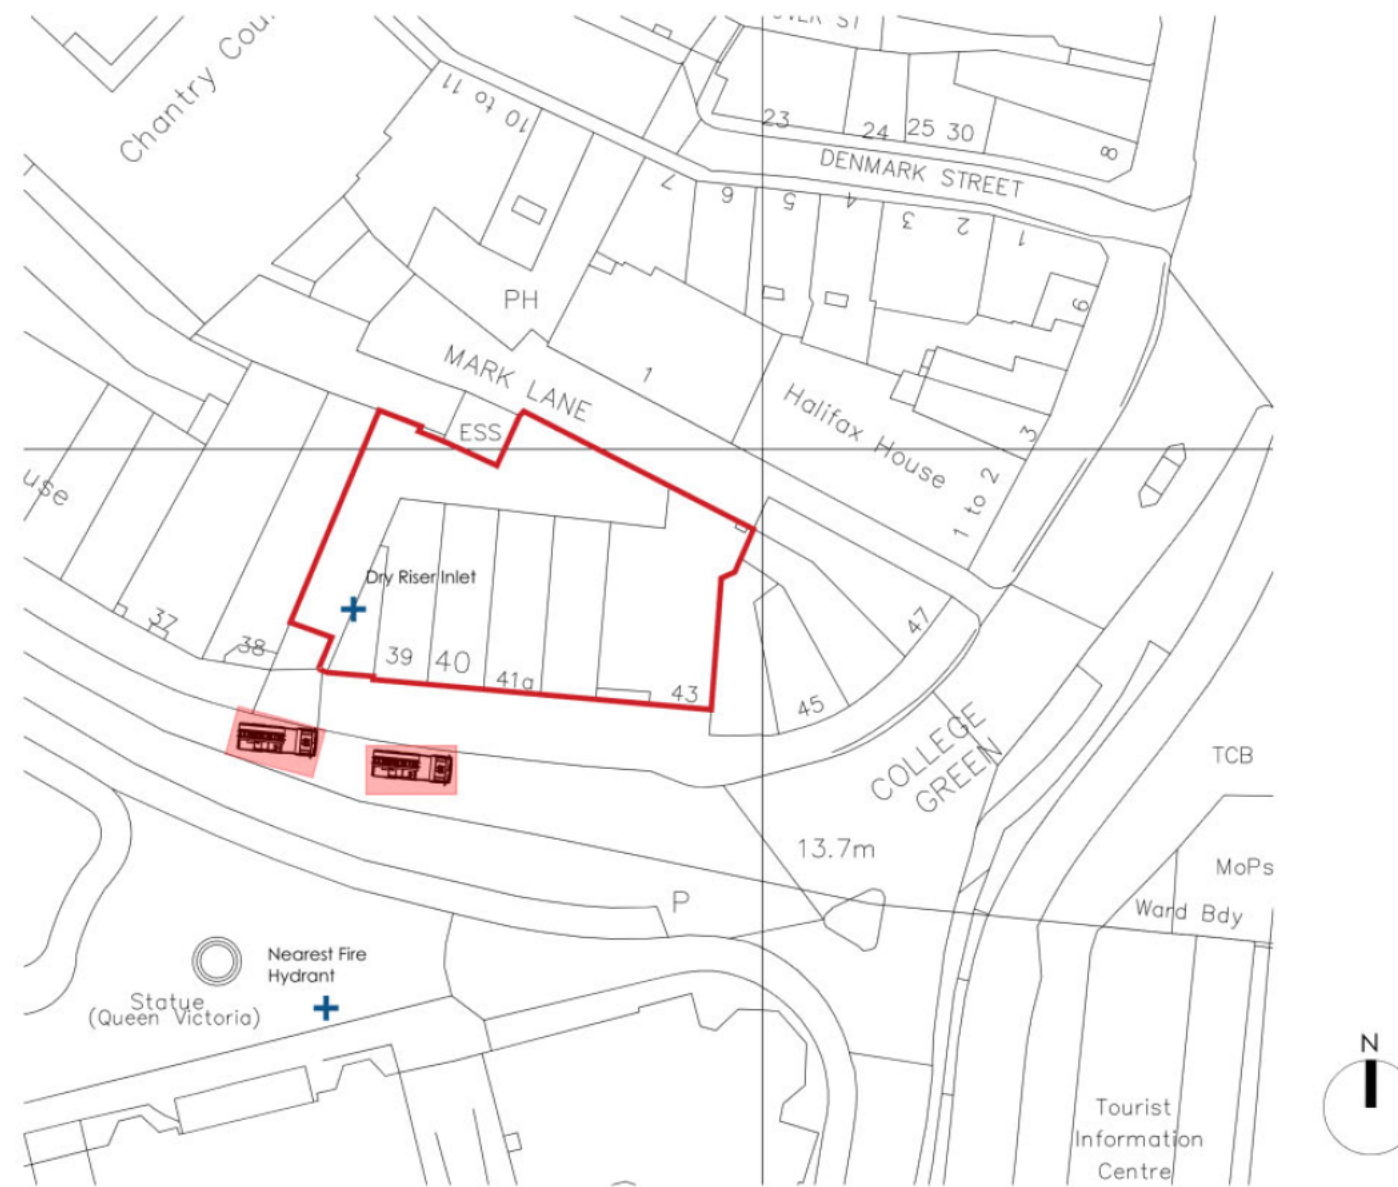 Chantry
10 to 11
23
24
25 30
8
DENMARK STREET
7
6
5
4
3
2
1
6
PH
MARK LANE
1
ESS
Halifax House
3
1 to 2
use
Dry Riser Inlet
37
38
39
40
41a
43
45
47
COLLEGE
GREEN
TCB
13.7m
MoPs
P
Ward Bdy
Nearest Fire
Hydrant
Statue
(Queen Victoria)
N
Tourist
Information
Centre